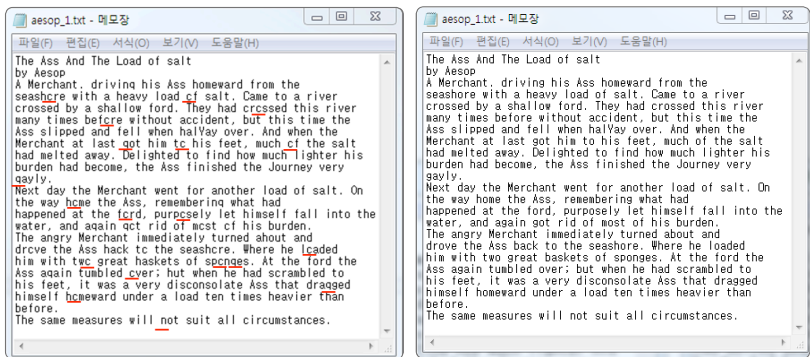 aesop_1.txt - 메모장
파일(F) 편집(E) 서식(O) 보기(V) 도움말(H)
The Ass And The Load of salt
by Aesop
A Merchant. driving his Ass homeward from the
seashcre with a heavy load cf salt. Came to a river
crossed by a shallow ford. They had crcssed this river
many times befcre without accident, but this time the
Ass slipped and fell when halYay over. And when the
Merchant at last got him tc his feet, much cf the salt
had melted away. Delighted to find how much lighter his
burden had become, the Ass finished the Journey very
gayly.
Next day the Merchant went for another load of salt. On
the way hcme the Ass, remembering what had
happened at the fcrd, purpcsely let himself fall into the
water, and again gct rid of mcst cf his burden.
The angry Merchant immediately turned about and
drcve the Ass hack tc the seashcre. Where he lcaded
him with twc great haskets of spcnges. At the ford the
Ass again tumbled cver; hut when he had scrambled to
his feet, it was a very disconsolate Ass that dragged
himself hcmeward under a load ten times heavier than
before.
The same measures will not suit all circumstances.
aesop_1.txt - 메모장
파일(F) 편집(E) 서식(O) 보기(V) 도움말(H)
The Ass And The Load of salt
by Aesop
A Merchant. driving his Ass homeward from the
seashore with a heavy load of salt. Came to a river
crossed by a shallow ford. They had crossed this river
many times before without accident, but this time the
Ass slipped and fell when halYay over. And when the
Merchant at last got him to his feet, much of the salt
had melted away. Delighted to find how much lighter his
burden had become, the Ass finished the Journey very
gayly.
Next day the Merchant went for another load of salt. On
the way home the Ass, remembering what had
happened at the ford, purposely let himself fall into the
water, and again got rid of most of his burden.
The angry Merchant immediately turned about and
drove the Ass back to the seashore. Where he loaded
him with two great baskets of sponges. At the ford the
Ass again tumbled over; but when he had scrambled to
his feet, it was a very disconsolate Ass that dragged
himself homeward under a load ten times heavier than
before.
The same measures will not suit all circumstances.